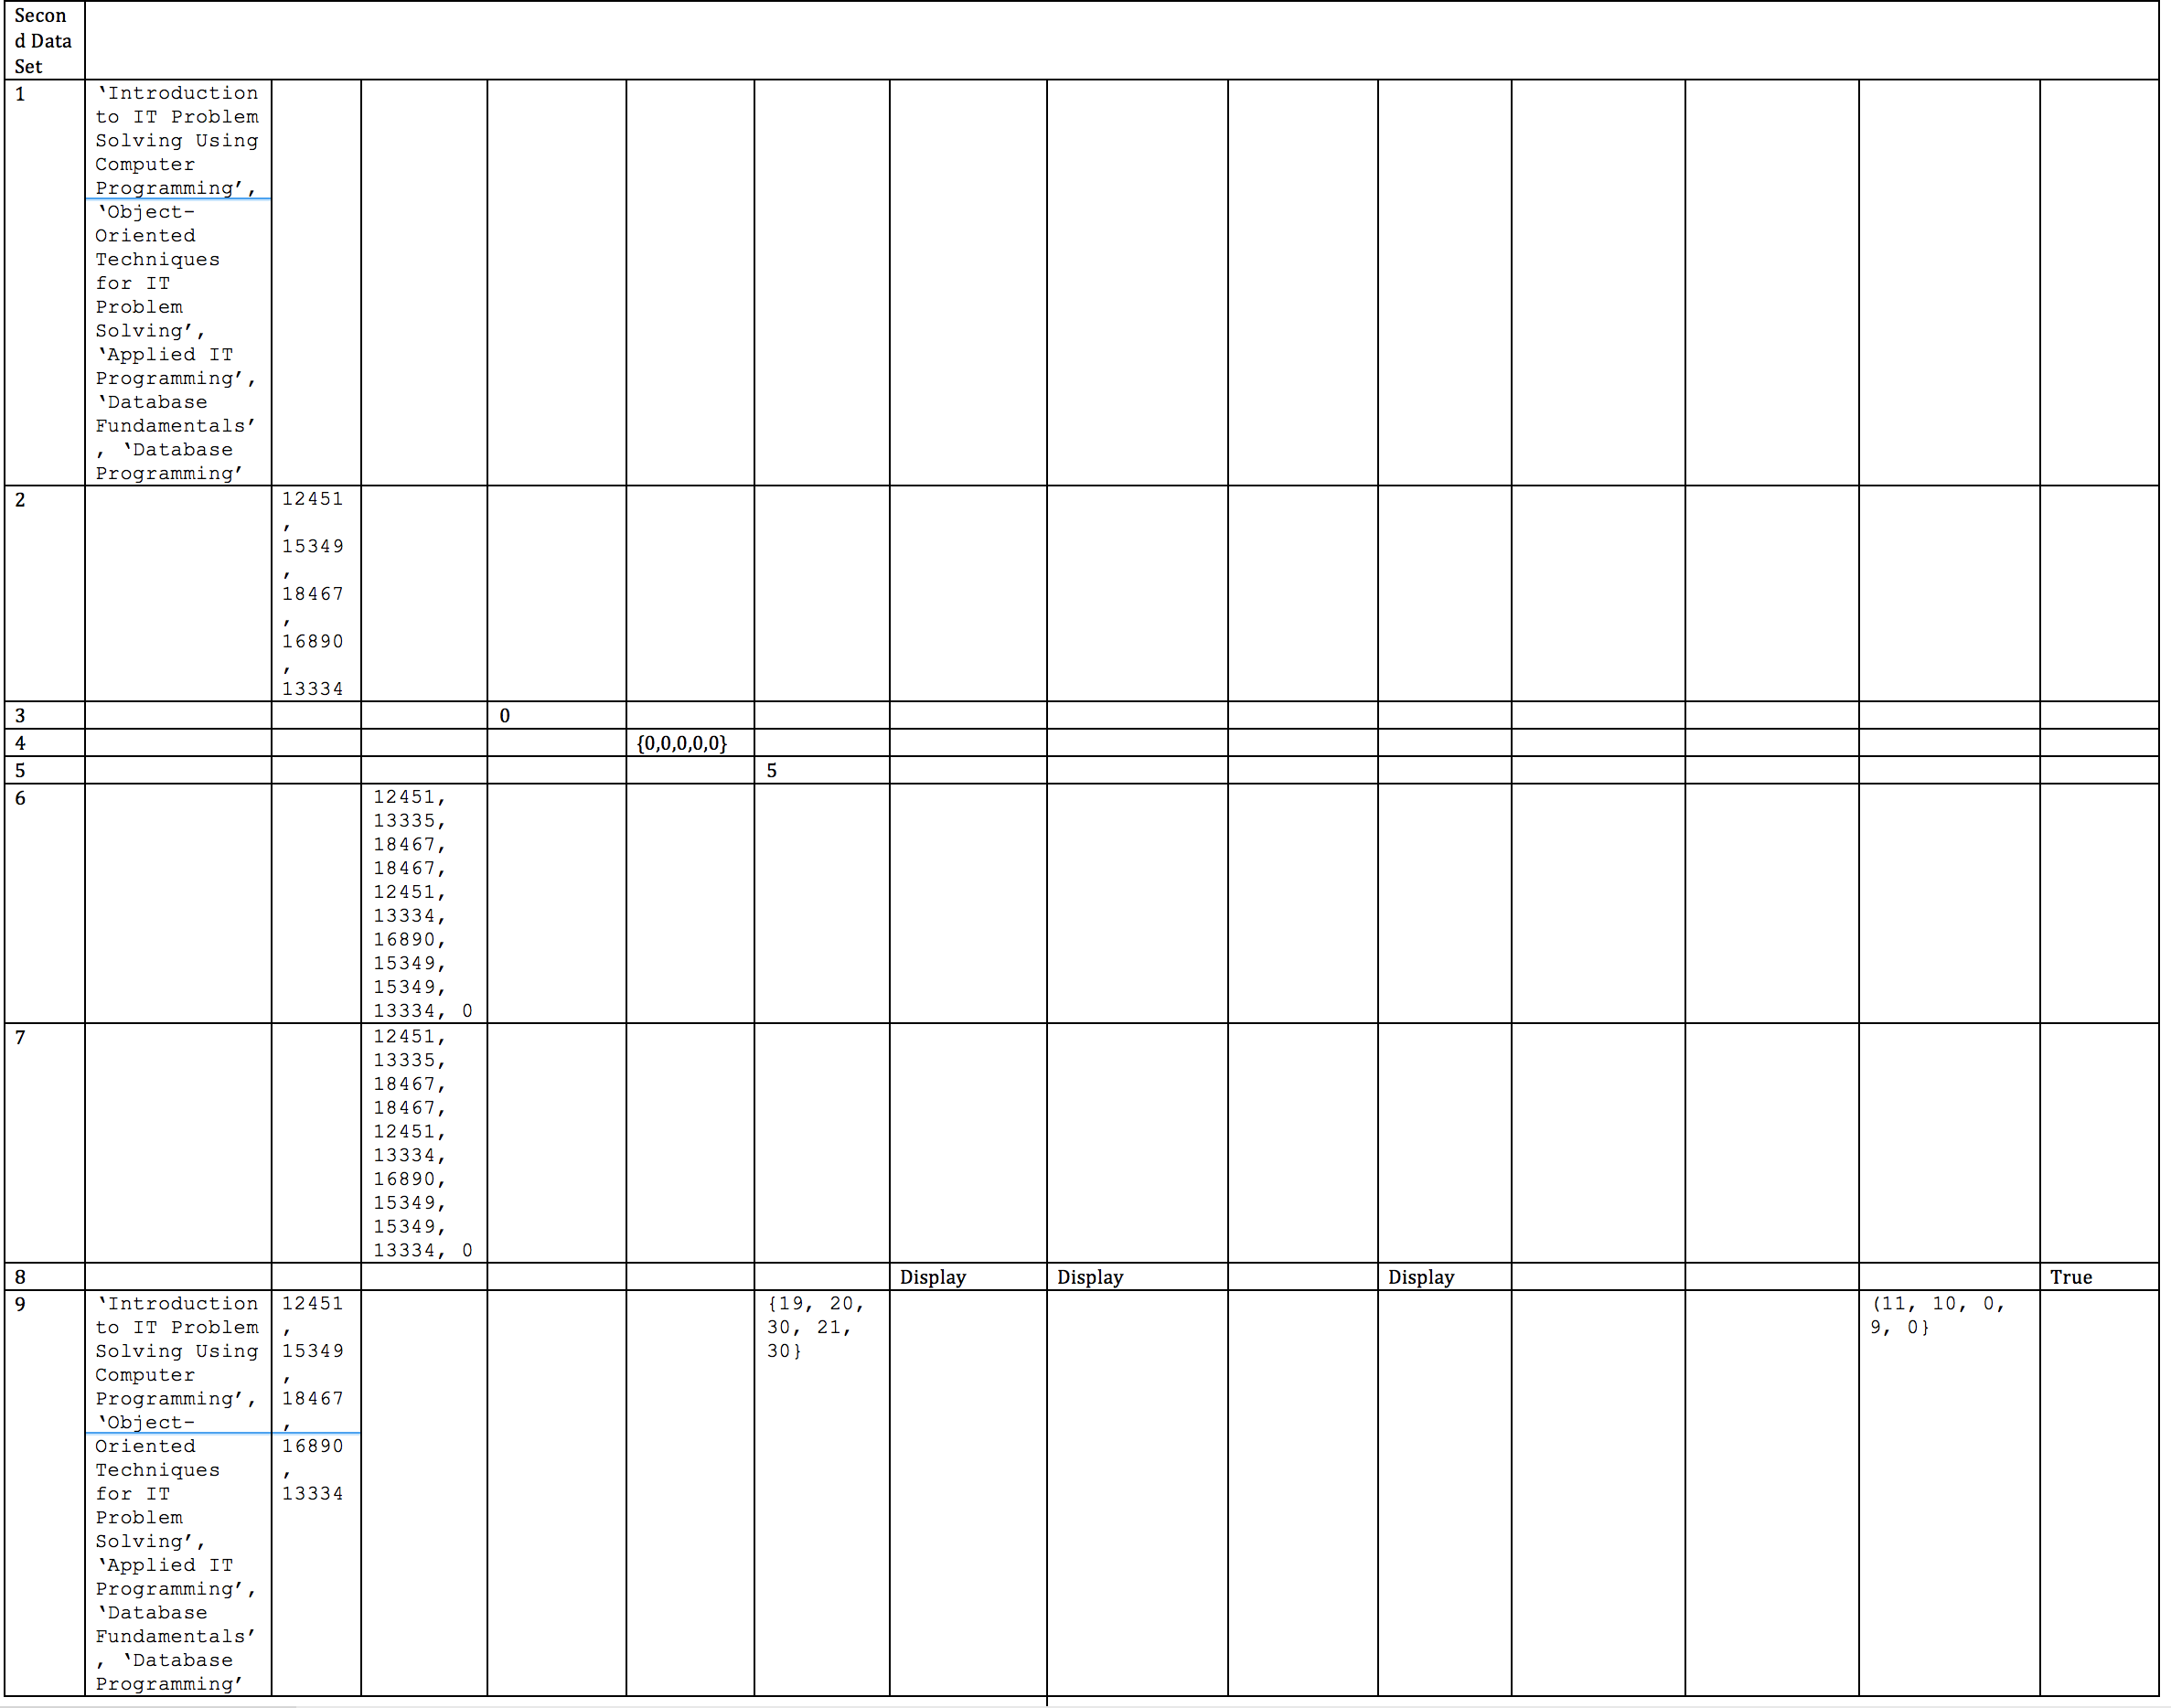 Secon
d Data
Set
1
‘Introduction
to IT Problem
Solving Using
Computer
Programming’,
‘Object-
Oriented
Techniques
for IT
Problem
Solving’,
‘Applied IT
Programming’,
‘Database
Fundamentals’
, ‘Database
Programming’
2
12451
,
15349
,
18467
,
16890
,
13334
3
0
4
{0,0,0,0,0}
5
5
6
12451,
13335,
18467,
18467,
12451,
13334,
16890,
15349,
15349,
13334, 0
7
12451,
13335,
18467,
18467,
12451,
13334,
16890,
15349,
15349,
13334, 0
8
Display
Display
Display
True
9
‘Introduction
to IT Problem
Solving Using
Computer
Programming’,
‘Object-
Oriented
Techniques
for IT
Problem
Solving’,
‘Applied IT
Programming’,
‘Database
Fundamentals’
, ‘Database
Programming’
12451
,
15349
,
18467
,
16890
,
13334
{19, 20,
30, 21,
30}
(11, 10, 0,
9, 0}